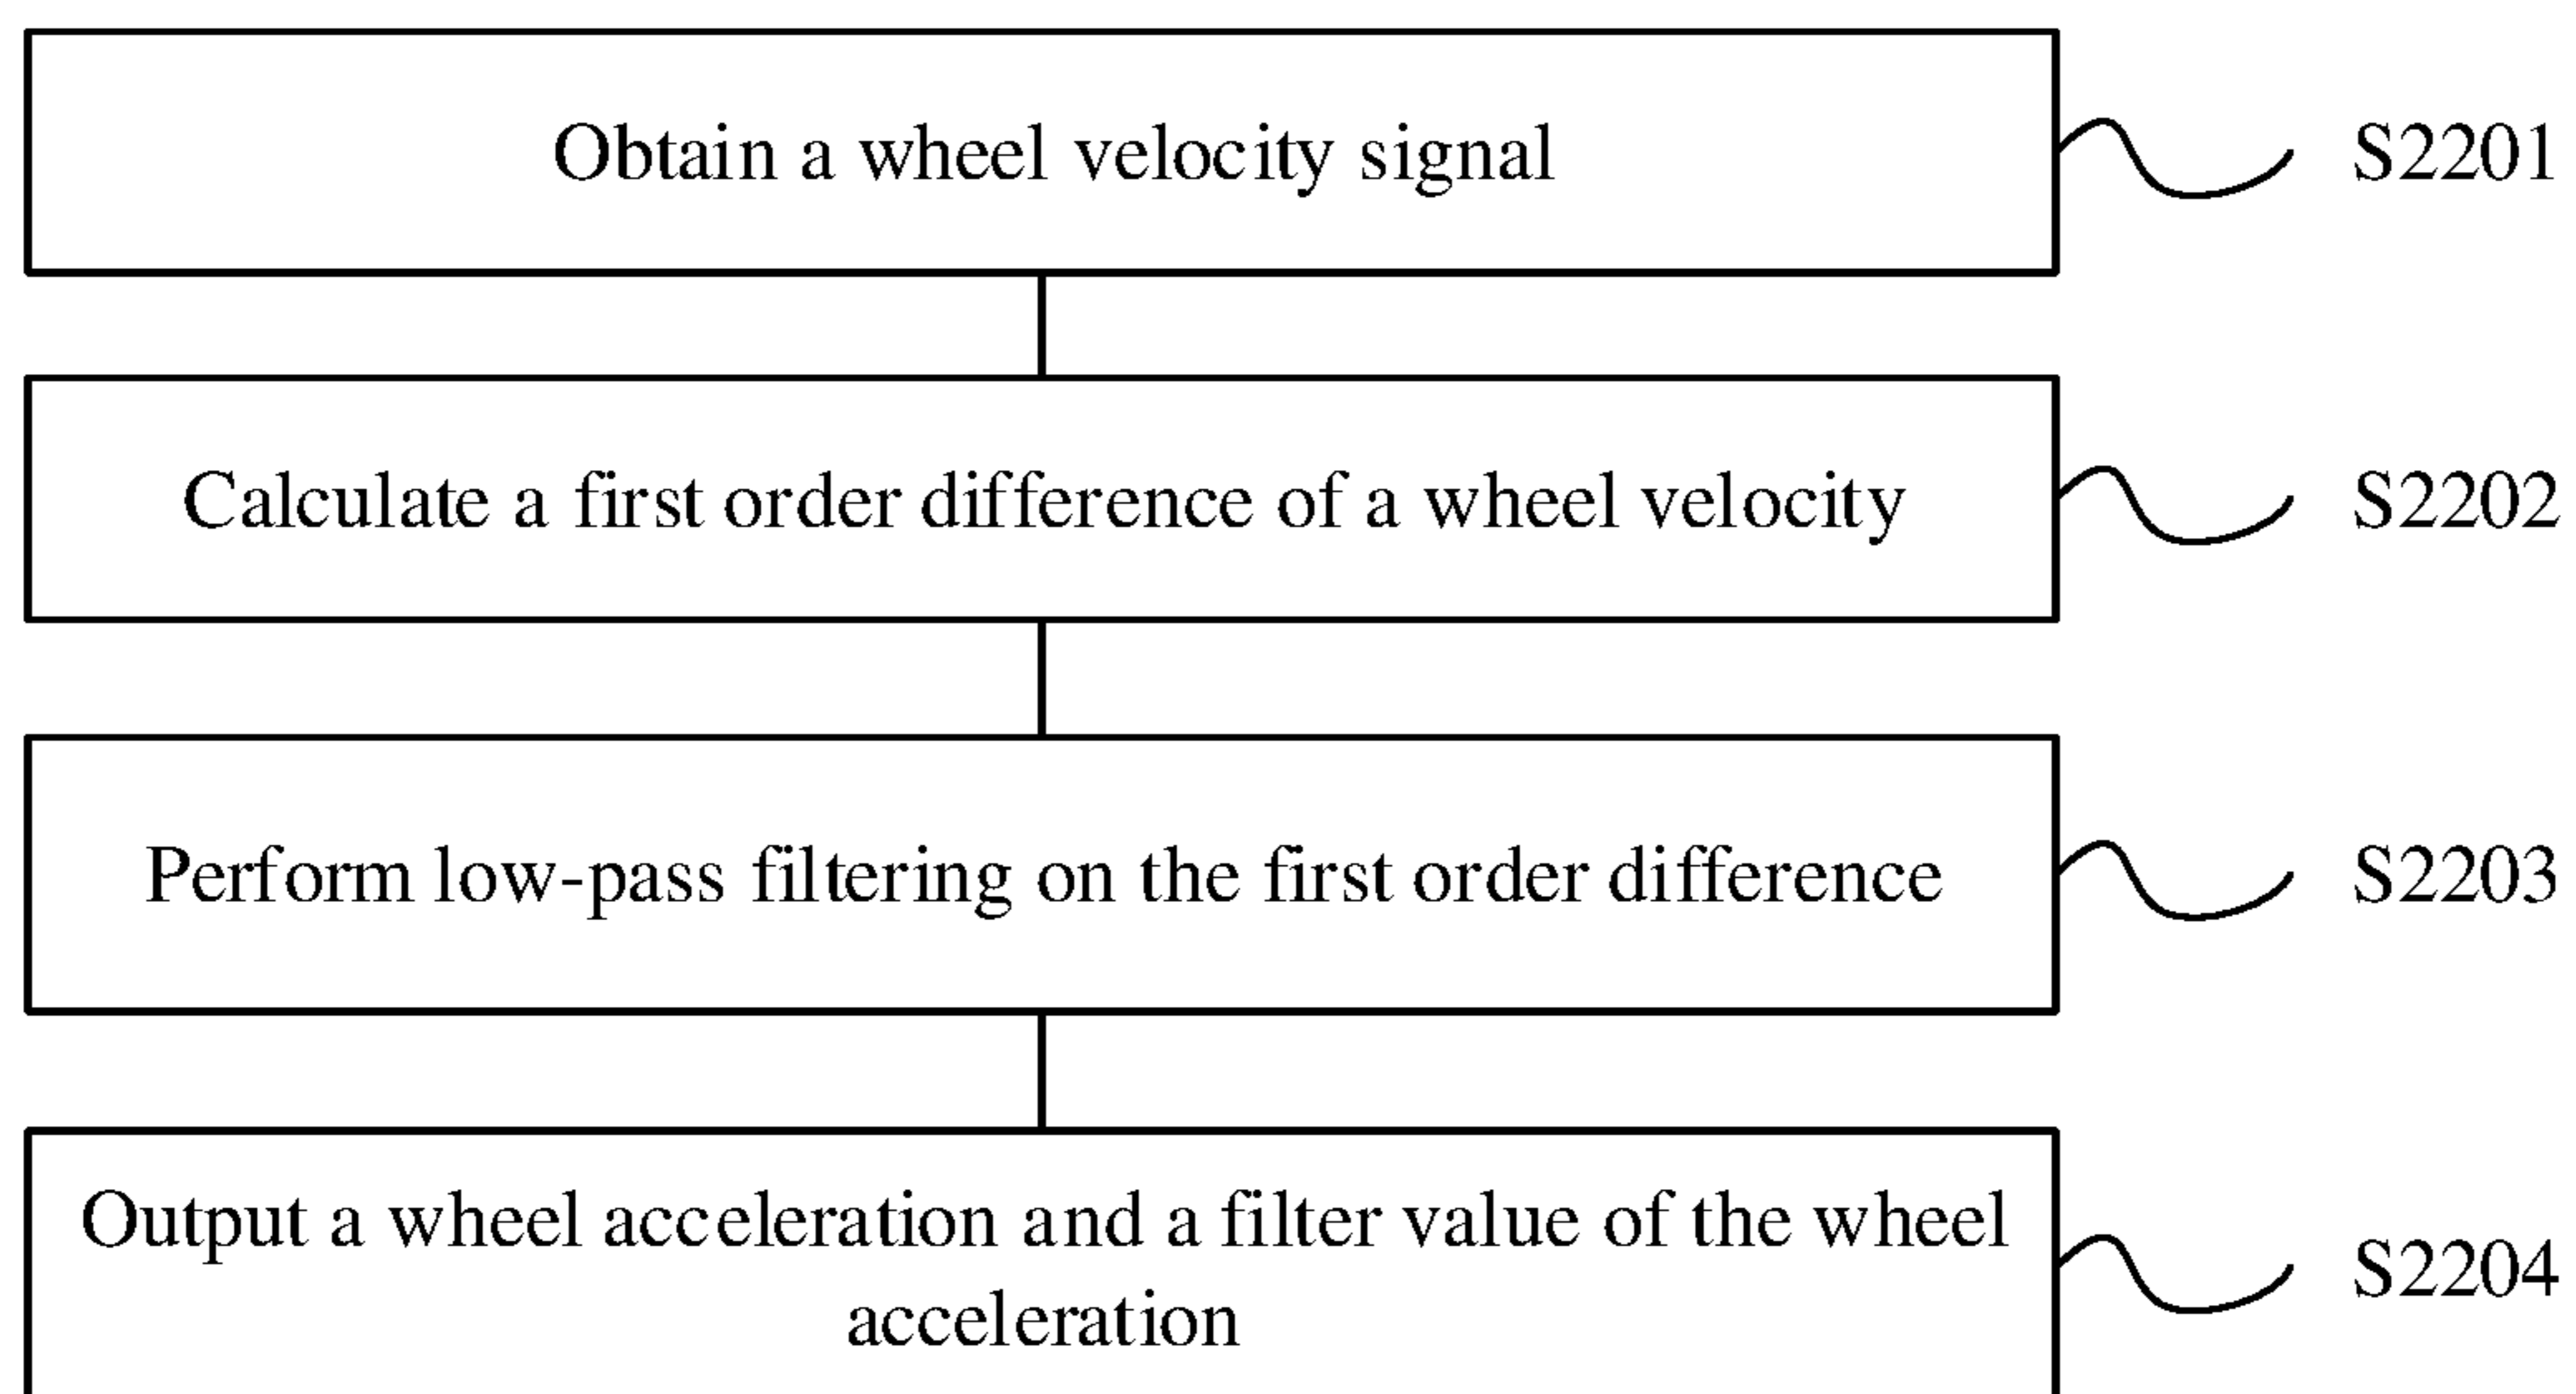 Obtain a wheel velocity signal
S2201
Calculate a first order difference of a wheel velocity
S2202
Perform low-pass filtering on the first order difference
S2203
Output a wheel acceleration and a filter value of the wheel
acceleration
S2204